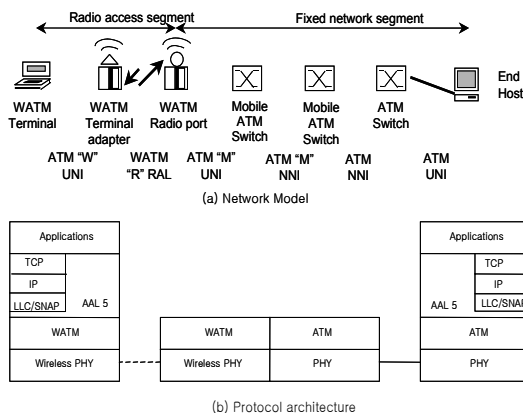 Radio access segment
Fixed network segment
WATM
Terminal
WATM
Terminal
adapter
WATM
Radio port
Mobile
ATM
Switch
Mobile
ATM
Switch
ATM
Switch
End
Host
ATM "W"
UNI
WATM
"R" RAL
ATM "M"
UNI
ATM "M"
NNI
ATM
NNI
ATM
UNI
(a) Network Model
Applications
TCP
IP
LLC/SNAP
AAL 5
WATM
Wireless PHY
WATM
ATM
Wireless PHY
PHY
Applications
TCP
IP
AAL 5
LLC/SNAP
ATM
PHY
(b) Protocol architecture